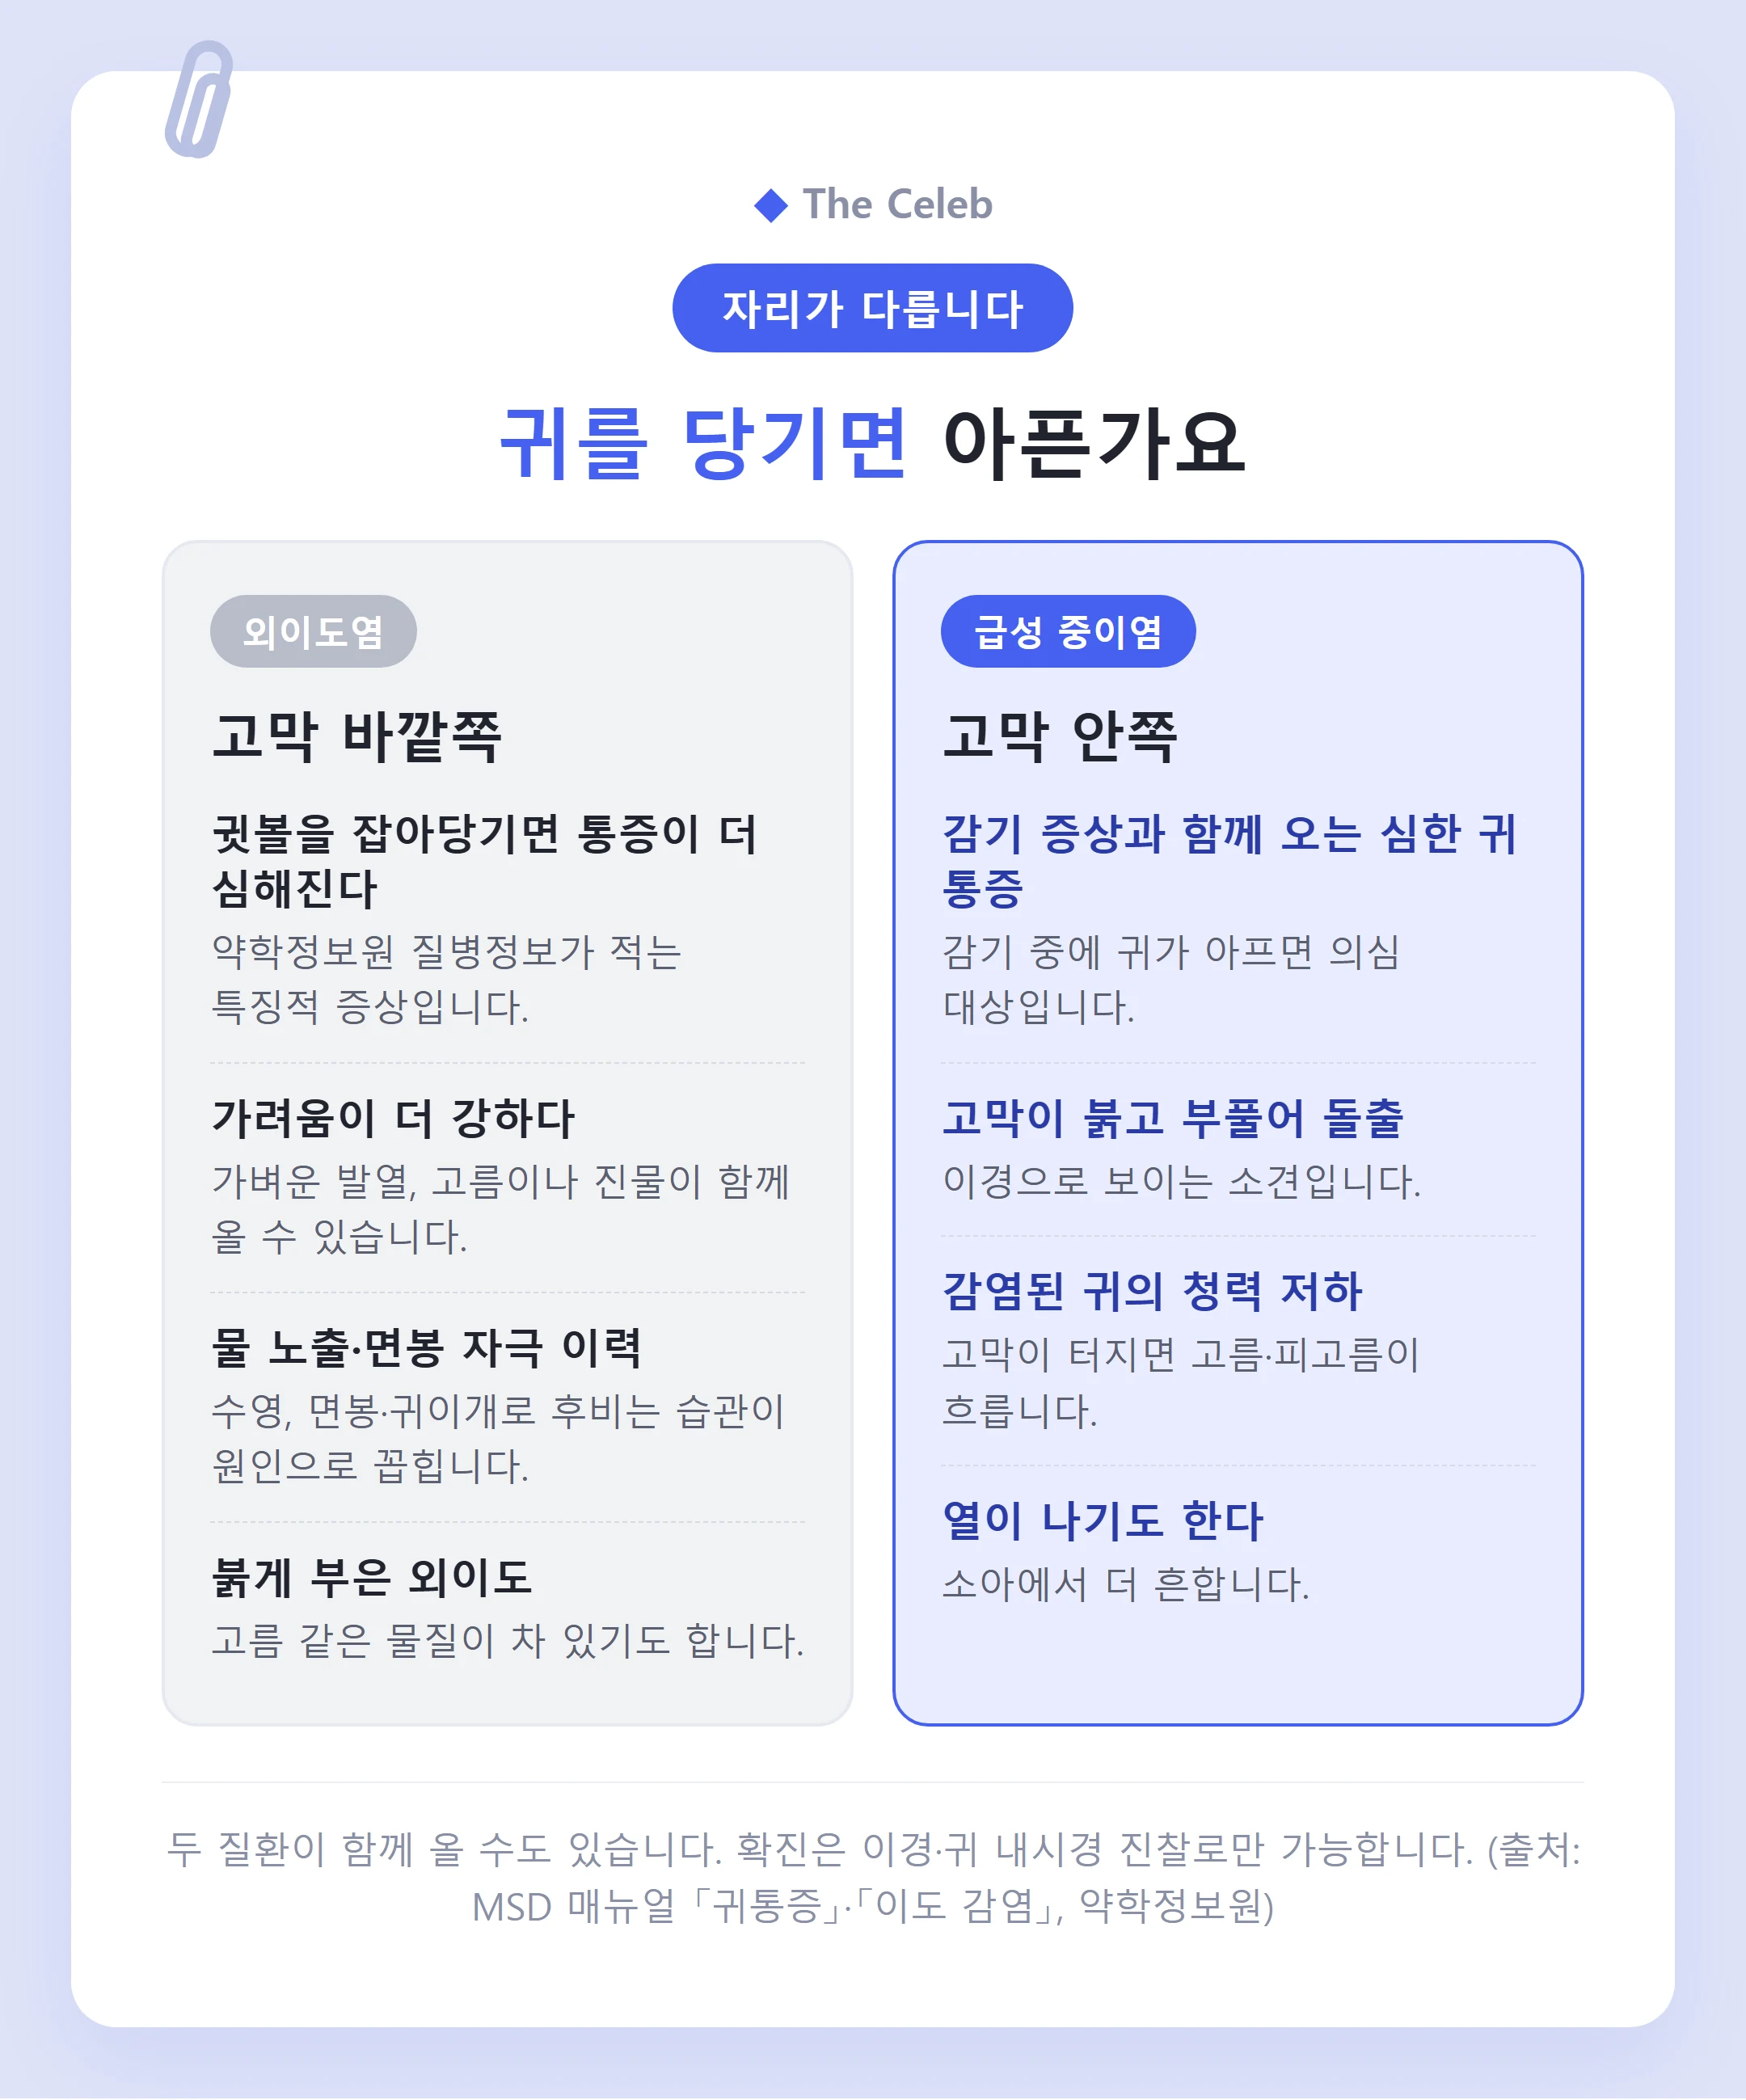 The Celeb
자리가 다릅니다
귀를 당기면 아픈가요
외이도염
고막 바깥쪽
귓볼을 잡아당기면 통증이 더
심해진다
약학정보원 질병정보가 적는
특징적 증상입니다.
가려움이 더 강하다
가벼운 발열, 고름이나 진물이 함께
올 수 있습니다.
물 노출·면봉 자극 이력
수영, 면봉·귀이개로 후비는 습관이
원인으로 꼽힙니다.
붉게 부은 외이도
고름 같은 물질이 차 있기도 합니다.
급성 중이염
고막 안쪽
감기 증상과 함께 오는 심한 귀
통증
감기 중에 귀가 아프면 의심
대상입니다.
고막이 붉고 부풀어 돌출
이경으로 보이는 소견입니다.
감염된 귀의 청력 저하
고막이 터지면 고름·피고름이
흐릅니다.
열이 나기도 한다
소아에서 더 흔합니다.
두 질환이 함께 올 수도 있습니다. 확진은 이경·귀 내시경 진찰로만 가능합니다. (출처:
MSD 매뉴얼 「귀통증」·「이도 감염」, 약학정보원)